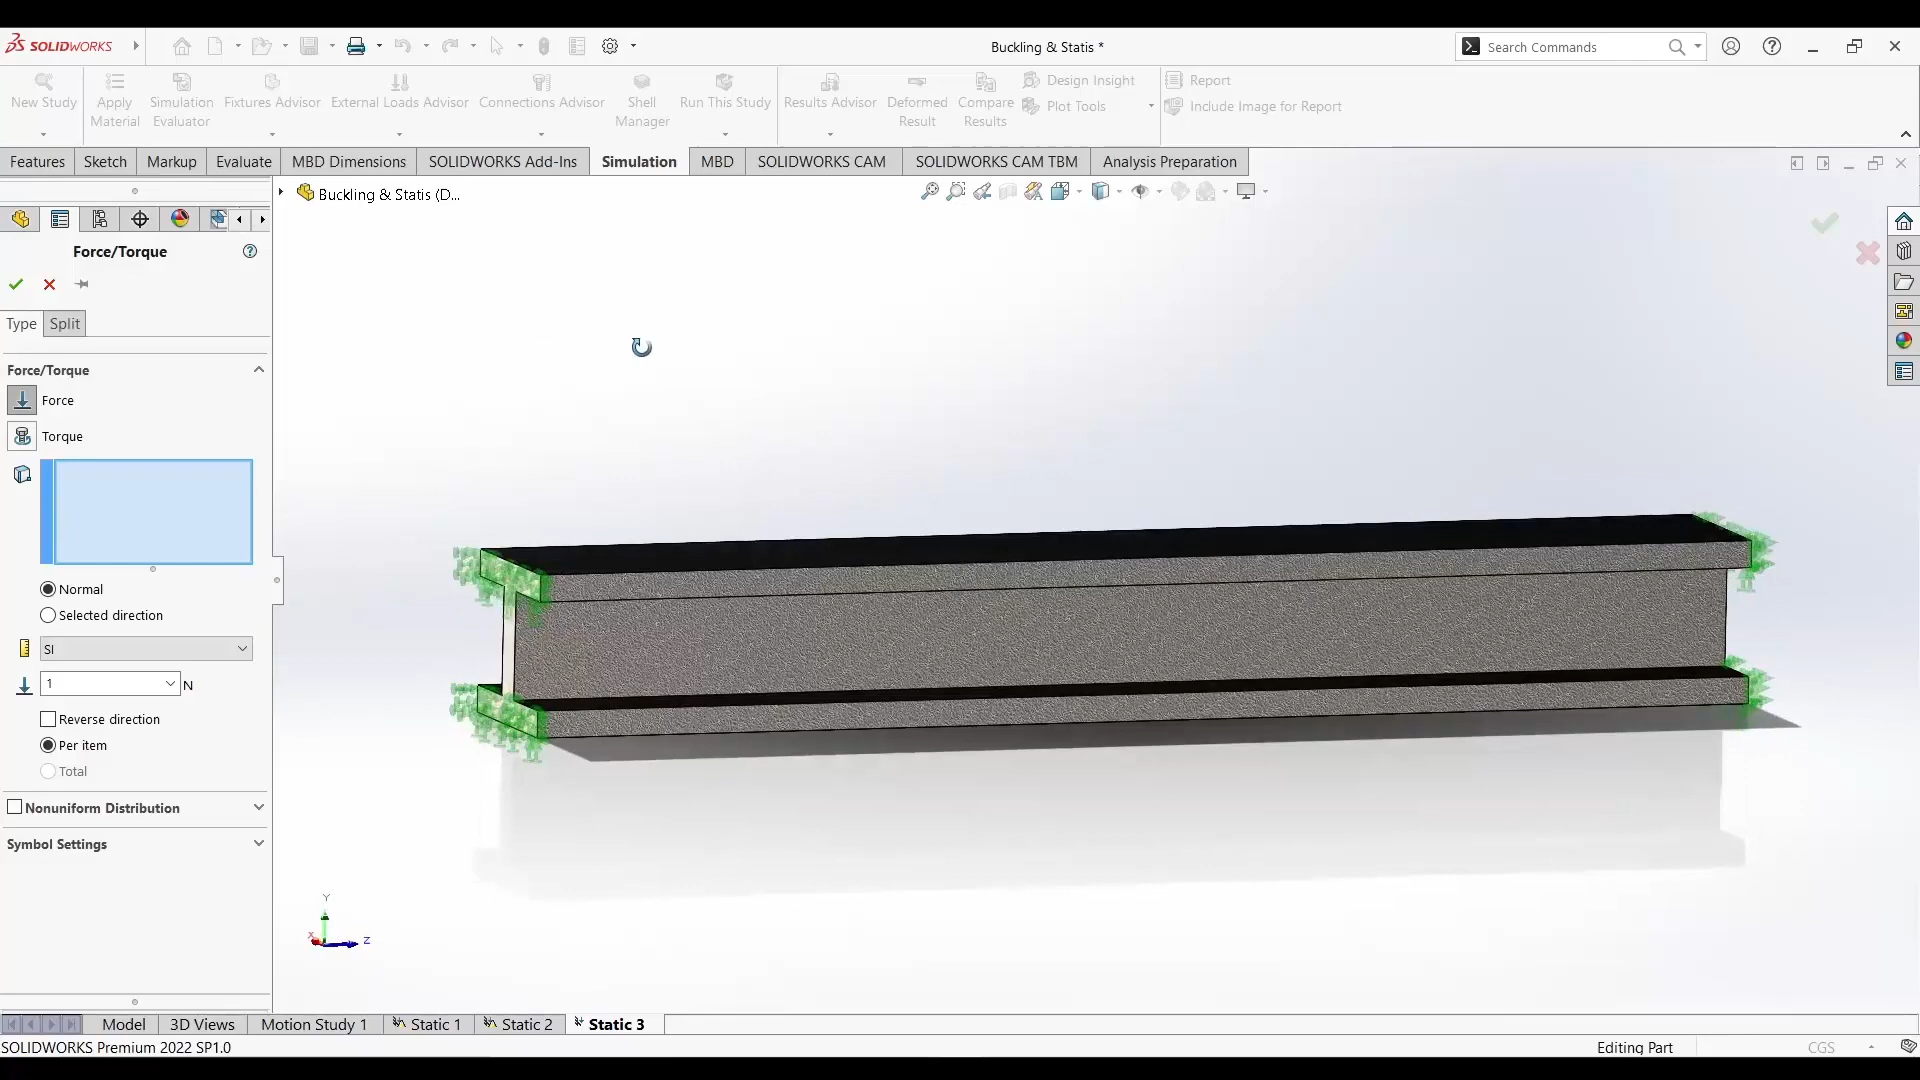 SOLIDWORKS
Buckling & Statis *
Search Commands
New Study
Apply Material
Simulation Evaluator
Fixtures Advisor
External Loads Advisor
Connections Advisor
Shell Manager
Run This Study
Results Advisor
Deformed Result
Compare Results
Design Insight
Plot Tools
Report
Include Image for Report
Features
Sketch
Markup
Evaluate
MBD Dimensions
SOLIDWORKS Add-Ins
Simulation
MBD
SOLIDWORKS CAM
SOLIDWORKS CAM TBM
Analysis Preparation
Buckling & Statis (D...
Force/Torque
Type
Split
Force/Torque
Force
Torque
Normal
Selected direction
SI
1
N
Reverse direction
Per item
Total
Nonuniform Distribution
Symbol Settings
Y
X
Z
Model
3D Views
Motion Study 1
Static 1
Static 2
Static 3
SOLIDWORKS Premium 2022 SP1.0
Editing Part
CGS